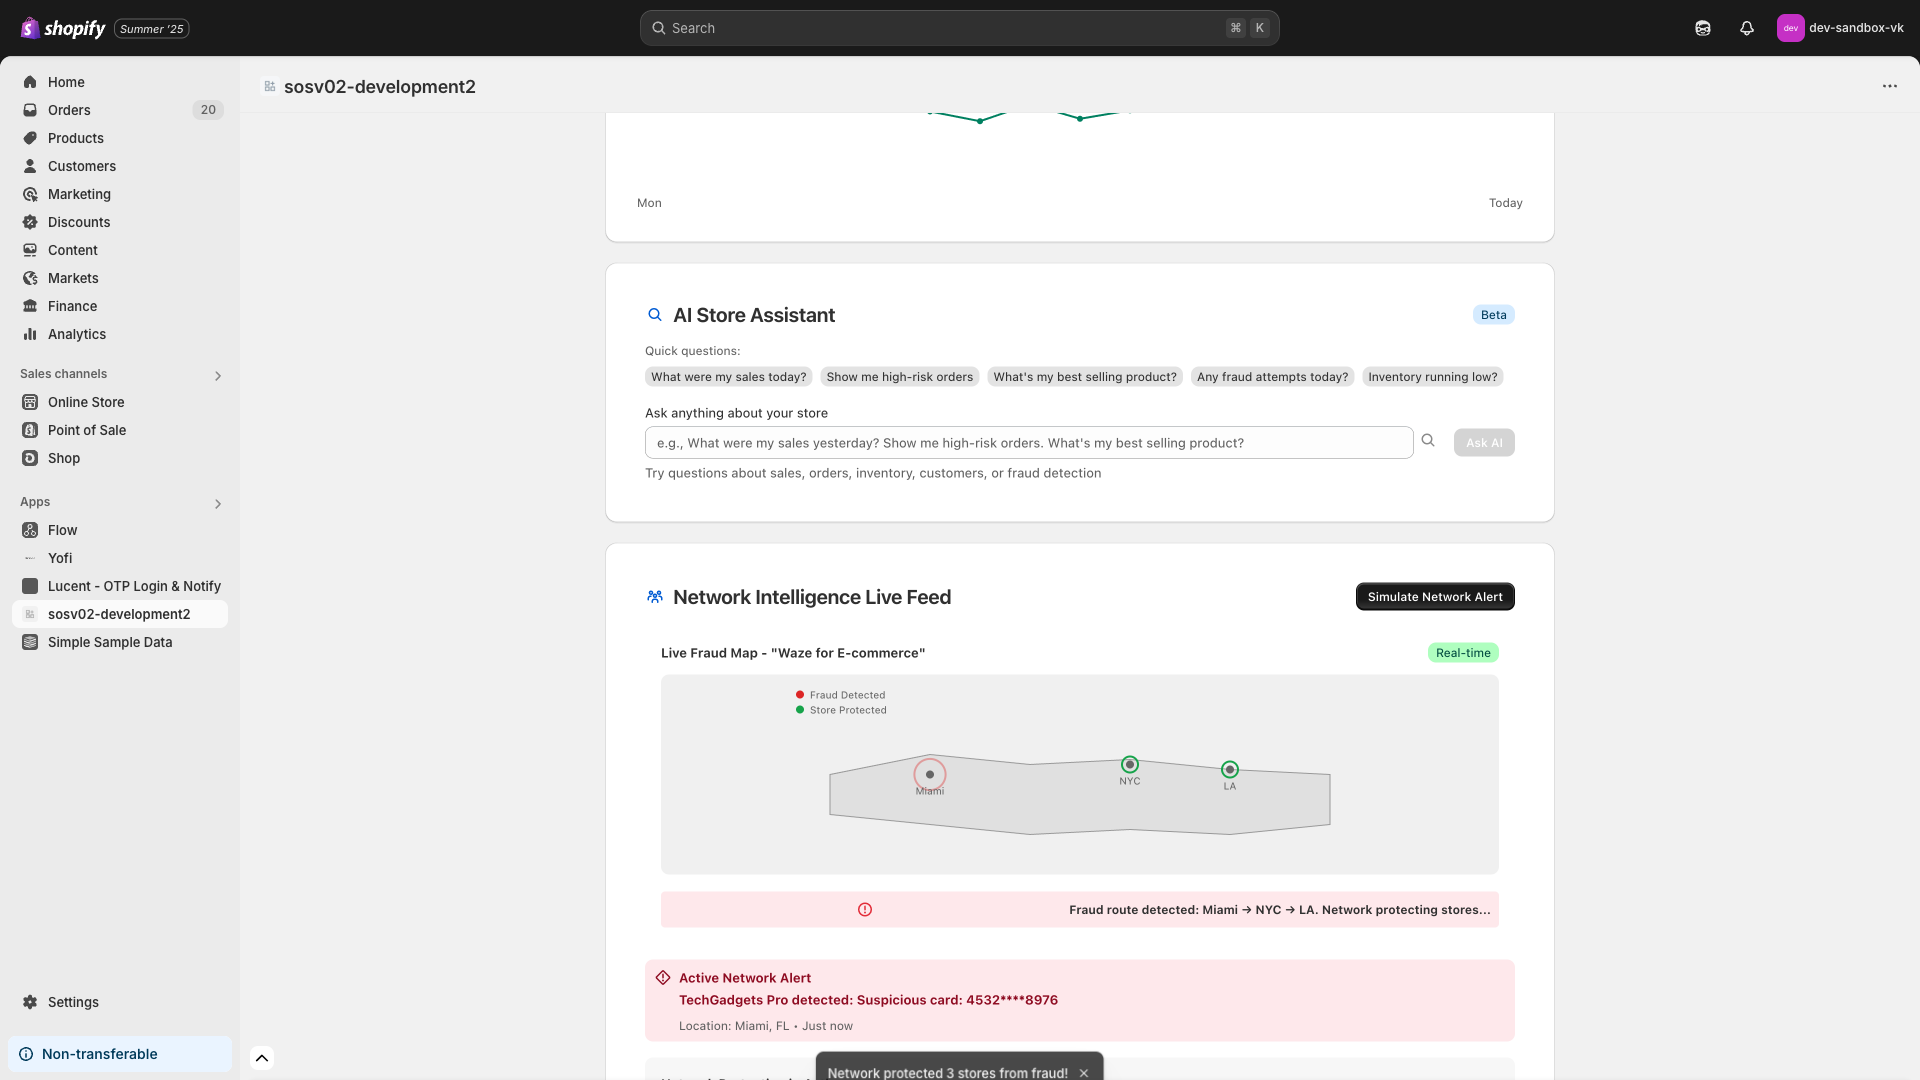 shopify Summer '25
Search
⌘ K
dev dev-sandbox-vk
Home
Orders 20
Products
Customers
Marketing
Discounts
Content
Markets
Finance
Analytics
Sales channels
Online Store
Point of Sale
Shop
Apps
Flow
Yofi
Lucent - OTP Login & Notify
sosv02-development2
Simple Sample Data
Settings
Non-transferable
sosv02-development2
Mon Today
AI Store Assistant Beta
Quick questions:
What were my sales today? Show me high-risk orders What's my best selling product? Any fraud attempts today? Inventory running low?
Ask anything about your store
e.g., What were my sales yesterday? Show me high-risk orders. What's my best selling product? Ask AI
Try questions about sales, orders, inventory, customers, or fraud detection
Network Intelligence Live Feed Simulate Network Alert
Live Fraud Map - "Waze for E-commerce" Real-time
Fraud Detected
Store Protected
Miami
NYC
LA
Fraud route detected: Miami → NYC → LA. Network protecting stores...
Active Network Alert
TechGadgets Pro detected: Suspicious card: 4532****8976
Location: Miami, FL • Just now
Network protected 3 stores from fraud!